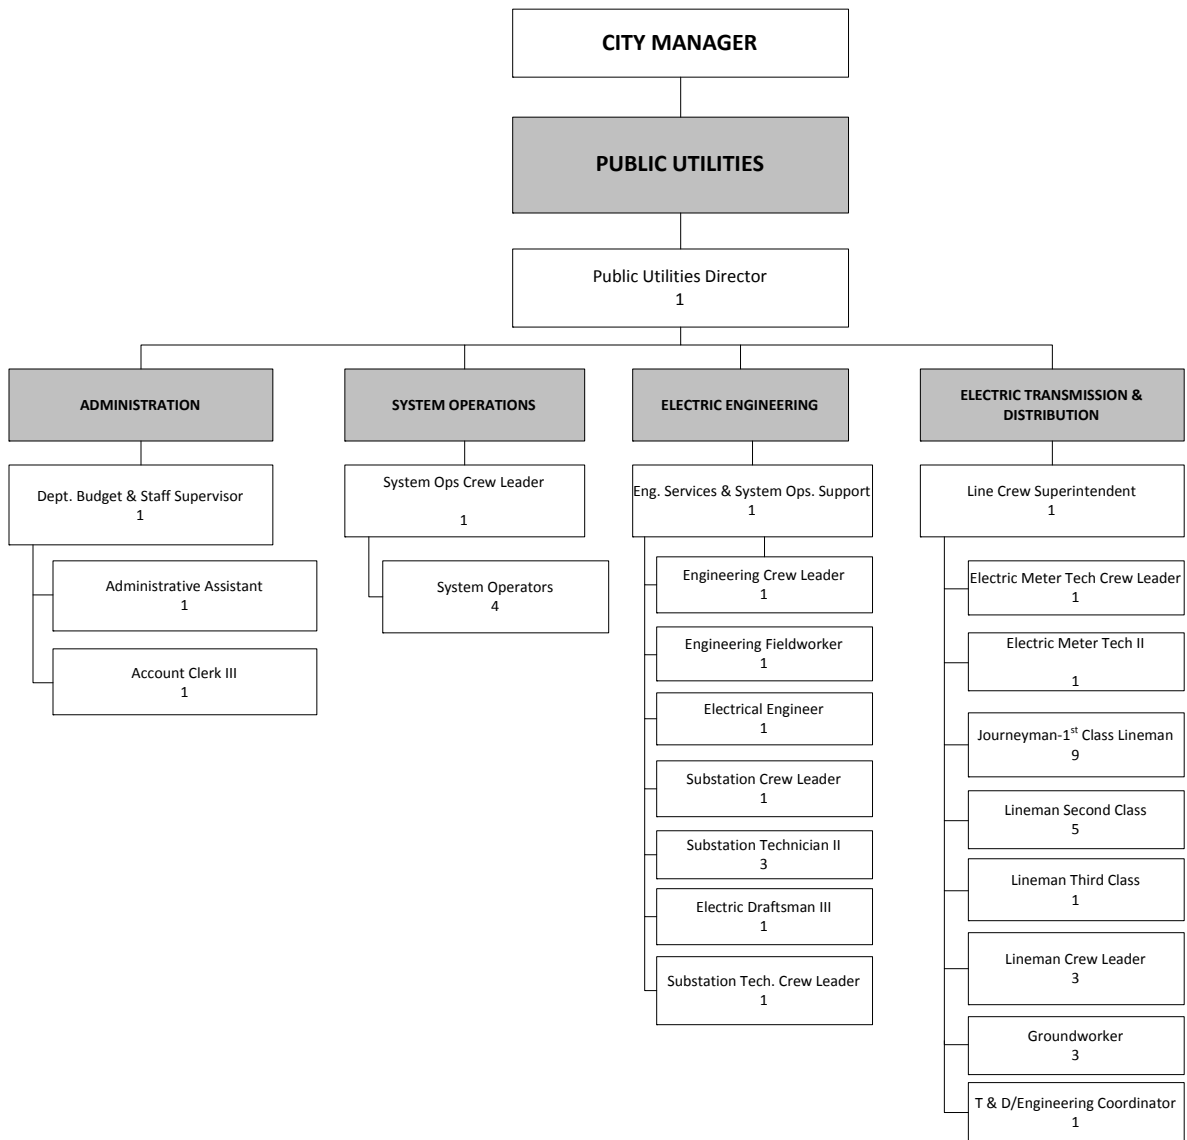 CITY MANAGER
PUBLIC UTILITIES
Public Utilities Director
1
ADMINISTRATION
Dept. Budget & Staff Supervisor
1
Administrative Assistant
1
Account Clerk III
1
SYSTEM OPERATIONS
System Ops Crew Leader
1
System Operators
4
ELECTRIC ENGINEERING
Eng. Services & System Ops. Support
1
Engineering Crew Leader
1
Engineering Fieldworker
1
Electrical Engineer
1
Substation Crew Leader
1
Substation Technician II
3
Electric Draftsman III
1
Substation Tech. Crew Leader
1
ELECTRIC TRANSMISSION &
DISTRIBUTION
Line Crew Superintendent
1
Electric Meter Tech Crew Leader
1
Electric Meter Tech II
1
Journeyman-1st Class Lineman
9
Lineman Second Class
5
Lineman Third Class
1
Lineman Crew Leader
3
Groundworker
3
T & D/Engineering Coordinator
1